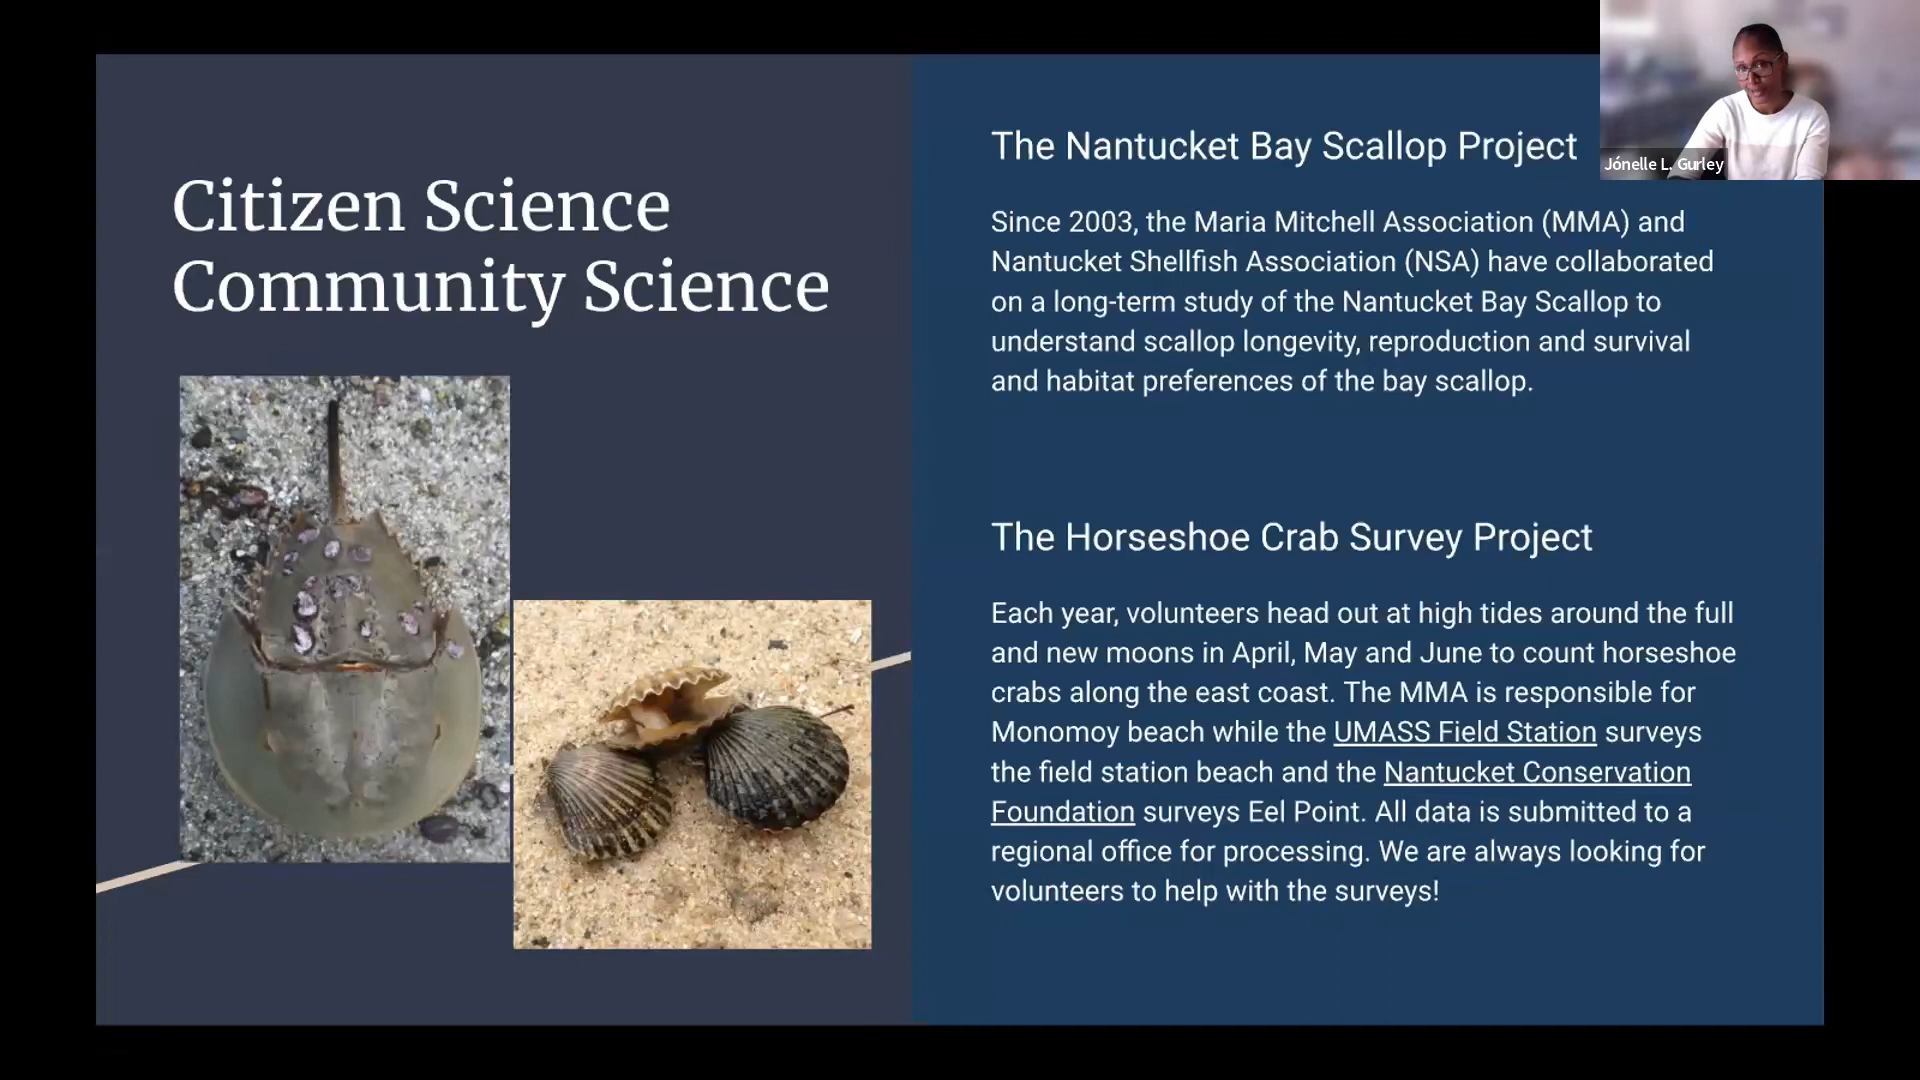 Citizen Science
Community Science
The Nantucket Bay Scallop Project
Since 2003, the Maria Mitchell Association (MMA) and
Nantucket Shellfish Association (NSA) have collaborated
on a long-term study of the Nantucket Bay Scallop to
understand scallop longevity, reproduction and survival
and habitat preferences of the bay scallop.
The Horseshoe Crab Survey Project
Each year, volunteers head out at high tides around the full
and new moons in April, May and June to count horseshoe
crabs along the east coast. The MMA is responsible for
Monomoy beach while the UMASS Field Station surveys
the field station beach and the Nantucket Conservation
Foundation surveys Eel Point. All data is submitted to a
regional office for processing. We are always looking for
volunteers to help with the surveys!
Jónelle L. Gurley